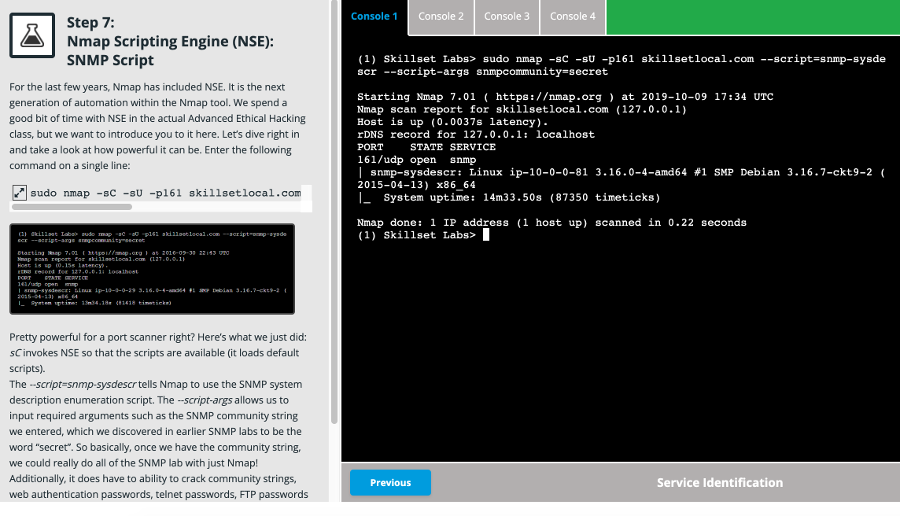 Step 7:
Nmap Scripting Engine (NSE):
SNMP Script
For the last few years, Nmap has included NSE. It is the next
generation of automation within the Nmap tool. We spend a
good bit of time with NSE in the actual Advanced Ethical Hacking
class, but we want to introduce you to it here. Let's dive right in
and take a look at how powerful it can be. Enter the following
command on a single line:
sudo nmap -sC -sU -p161 skillsetlocal.com
(1) Skillset Labs> sudo nmap -sC -sU -p161 skillsetlocal.com --script=snmp-sysde
scr --script-args snmpcommunity=secret
Starting Nmap 7.01 ( https://nmap.org ) at 2016-09-30 22:43 UTC
Nmap scan report for skillsetlocal.com (127.0.0.1)
Host is up (0.15s latency).
rDNS record for 127.0.0.1: localhost
PORT STATE SERVICE
161/udp open snmp
| snmp-sysdescr: Linux ip-10-0-0-29 3.16.0-4-amd64 #1 SMP Debian 3.16.7-ckt9-2 (
2015-04-13) x86_64
|_ System uptime: 13m34.18s (81418 timeticks)
Pretty powerful for a port scanner right? Here's what we just did:
sC invokes NSE so that the scripts are available (it loads default
scripts).
The --script=snmp-sysdescr tells Nmap to use the SNMP system
description enumeration script. The --script-args allows us to
input required arguments such as the SNMP community string
we entered, which we discovered in earlier SNMP labs to be the
word "secret". So basically, once we have the community string,
we could really do all of the SNMP lab with just Nmap!
Additionally, it does have to ability to crack community strings,
web authentication passwords, telnet passwords, FTP passwords
Console 1 Console 2 Console 3 Console 4
(1) Skillset Labs> sudo nmap -sC -sU -p161 skillsetlocal.com --script=snmp-sysde
scr --script-args snmpcommunity=secret
Starting Nmap 7.01 ( https://nmap.org ) at 2019-10-09 17:34 UTC
Nmap scan report for skillsetlocal.com (127.0.0.1)
Host is up (0.0037s latency).
rDNS record for 127.0.0.1: localhost
PORT STATE SERVICE
161/udp open snmp
| snmp-sysdescr: Linux ip-10-0-0-81 3.16.0-4-amd64 #1 SMP Debian 3.16.7-ckt9-2 (
2015-04-13) x86_64
|_ System uptime: 14m33.50s (87350 timeticks)
Nmap done: 1 IP address (1 host up) scanned in 0.22 seconds
(1) Skillset Labs>
Previous
Service Identification